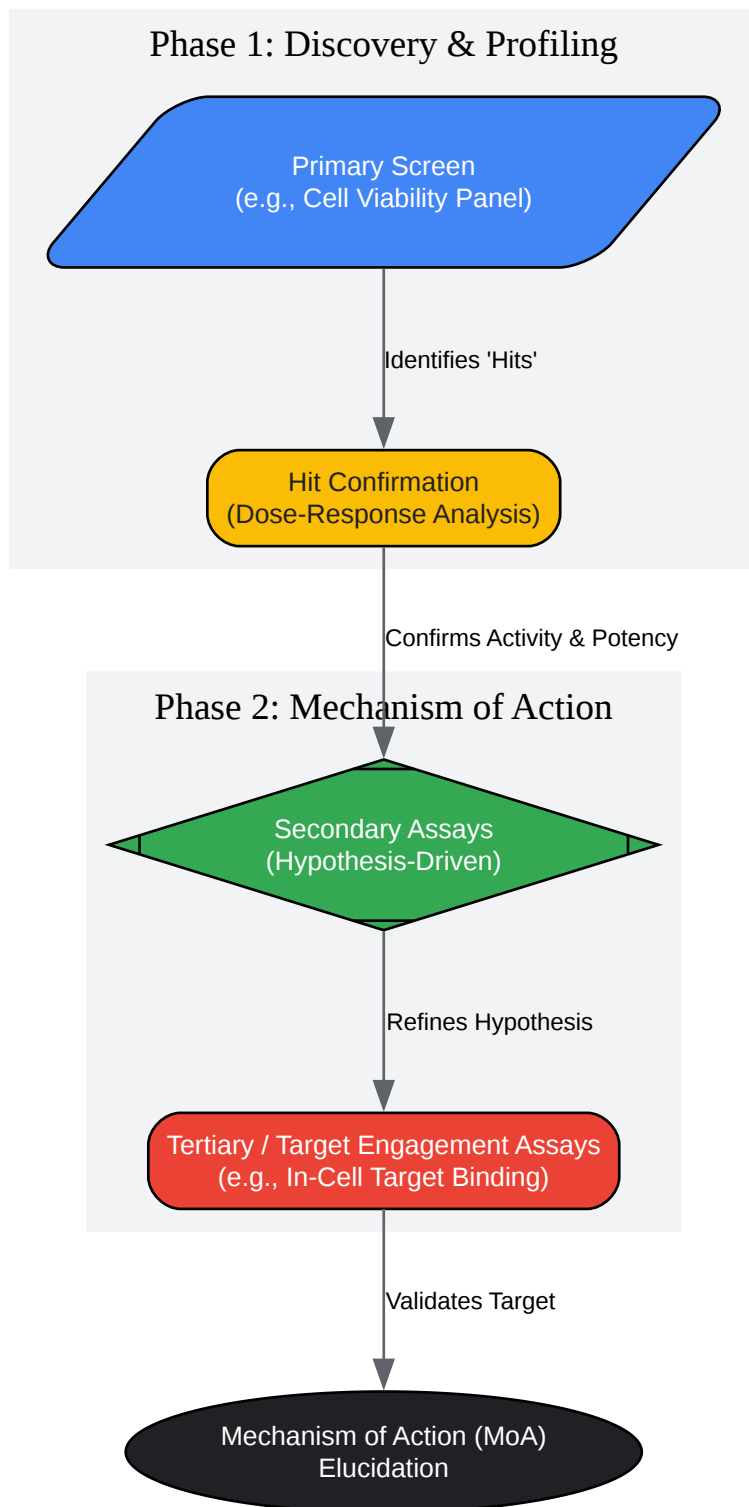 Phase 1: Discovery & Profiling
Primary Screen
(e.g., Cell Viability Panel)
Identifies 'Hits'
Hit Confirmation
(Dose-Response Analysis)
Confirms Activity & Potency
Phase 2: Mechanism of Action
Secondary Assays
(Hypothesis-Driven)
Refines Hypothesis
Tertiary / Target Engagement Assays
(e.g., In-Cell Target Binding)
Validates Target
Mechanism of Action (MoA)
Elucidation